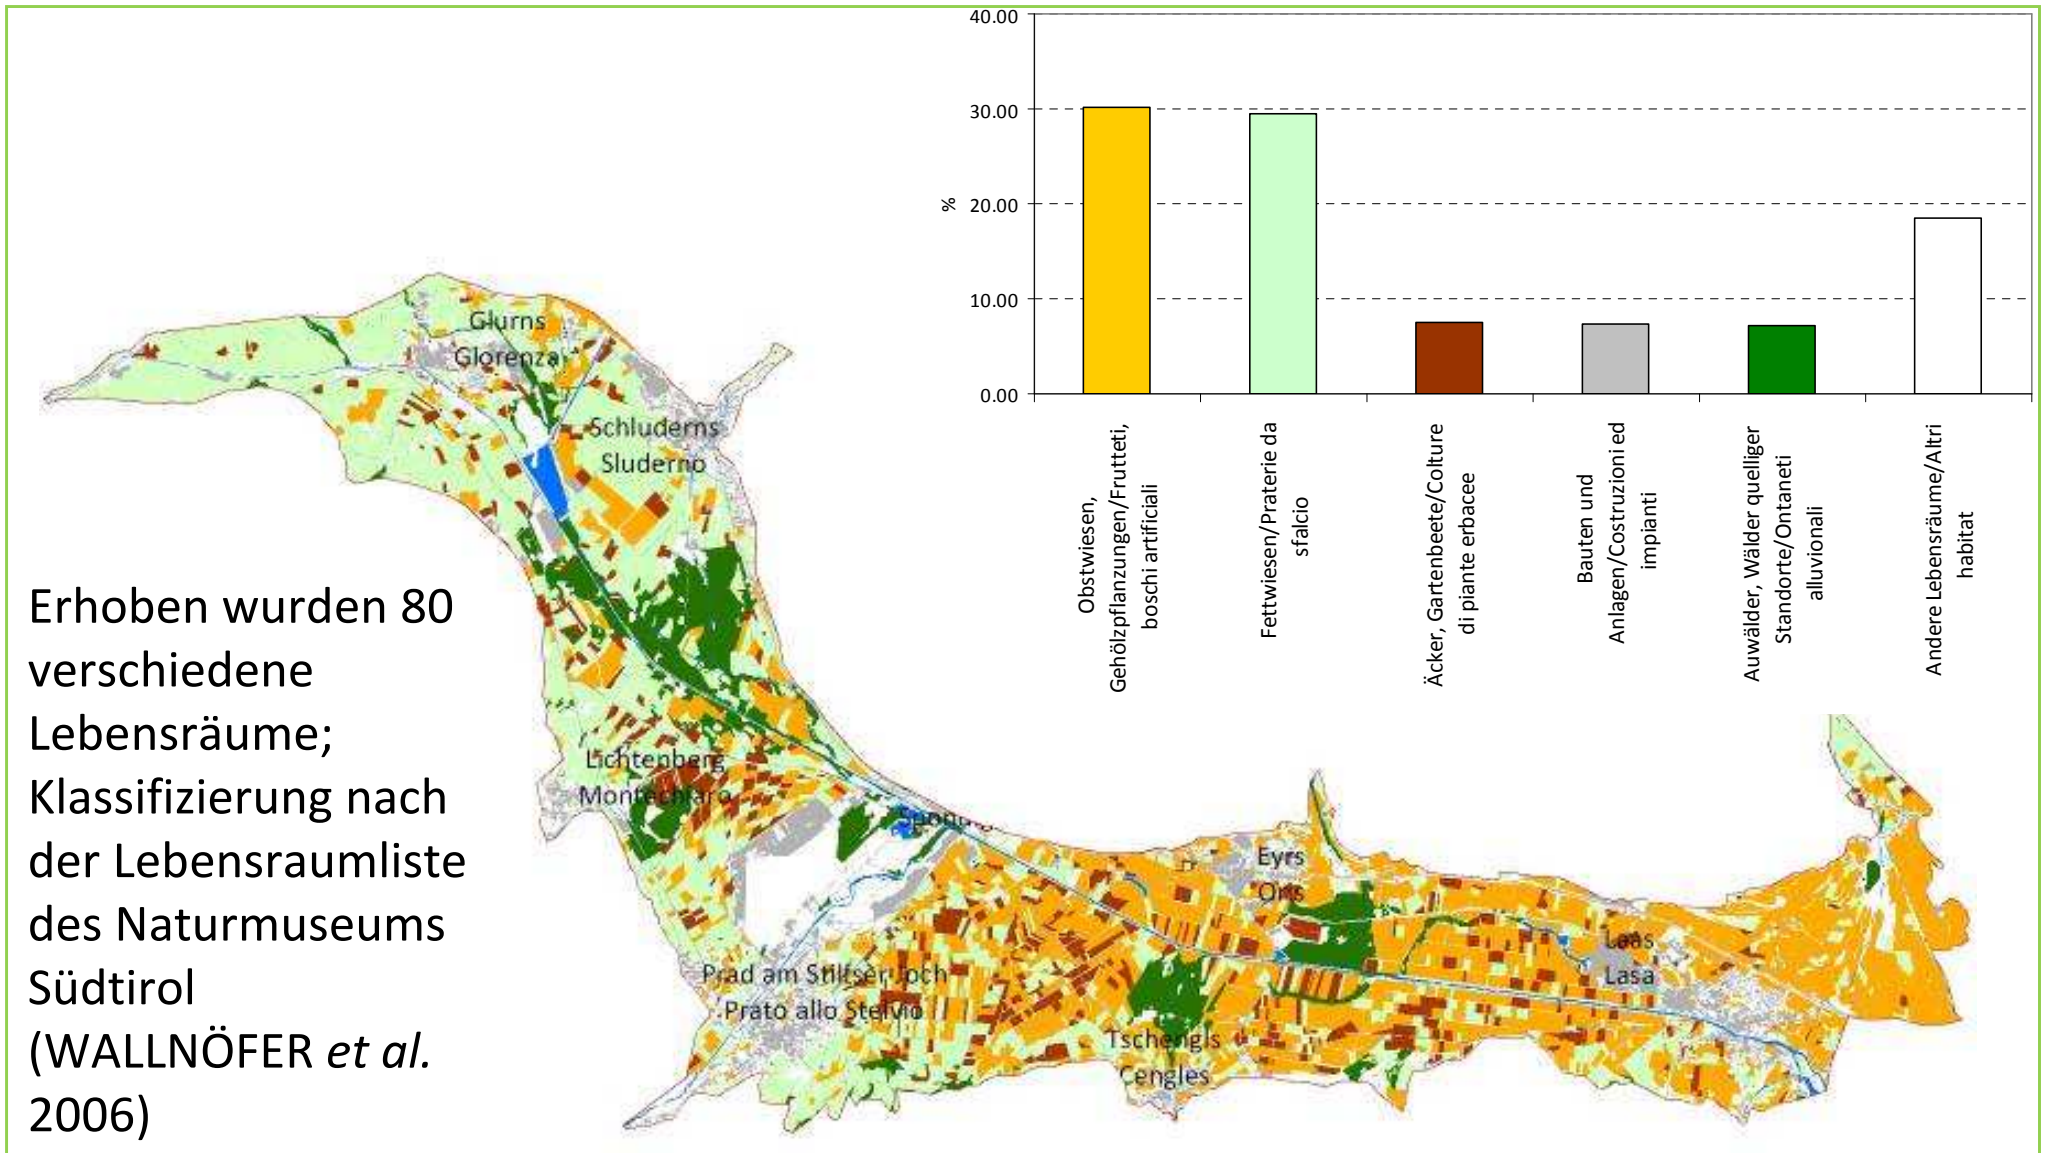 40.00
30.00
20.00
10.00
0.00
%
Obstwiesen,
Gehölzpflanzungen/Frutteti,
boschi artificiali
Fettwiesen/Praterie da
sfalcio
Äcker, Gartenbeete/Colture
di piante erbacee
Bauten und
Anlagen/Costruzioni ed
impianti
Auwälder, Wälder quelliger
Standorte/Ontaneti
alluvionali
Andere Lebensräume/Altri
habitat
Glurns
Glorenza
Schluderns
Sluderno
Lichtenberg
Montechiaro
Spondinig
Eyrs
Oris
Laas
Lasa
Prad am Stilfser Joch
Prato allo Stelvio
Tschengls
Cengles
Erhoben wurden 80
verschiedene
Lebensräume;
Klassifizierung nach
der Lebensraumliste
des Naturmuseums
Südtirol
(WALLNÖFER et al.
2006)